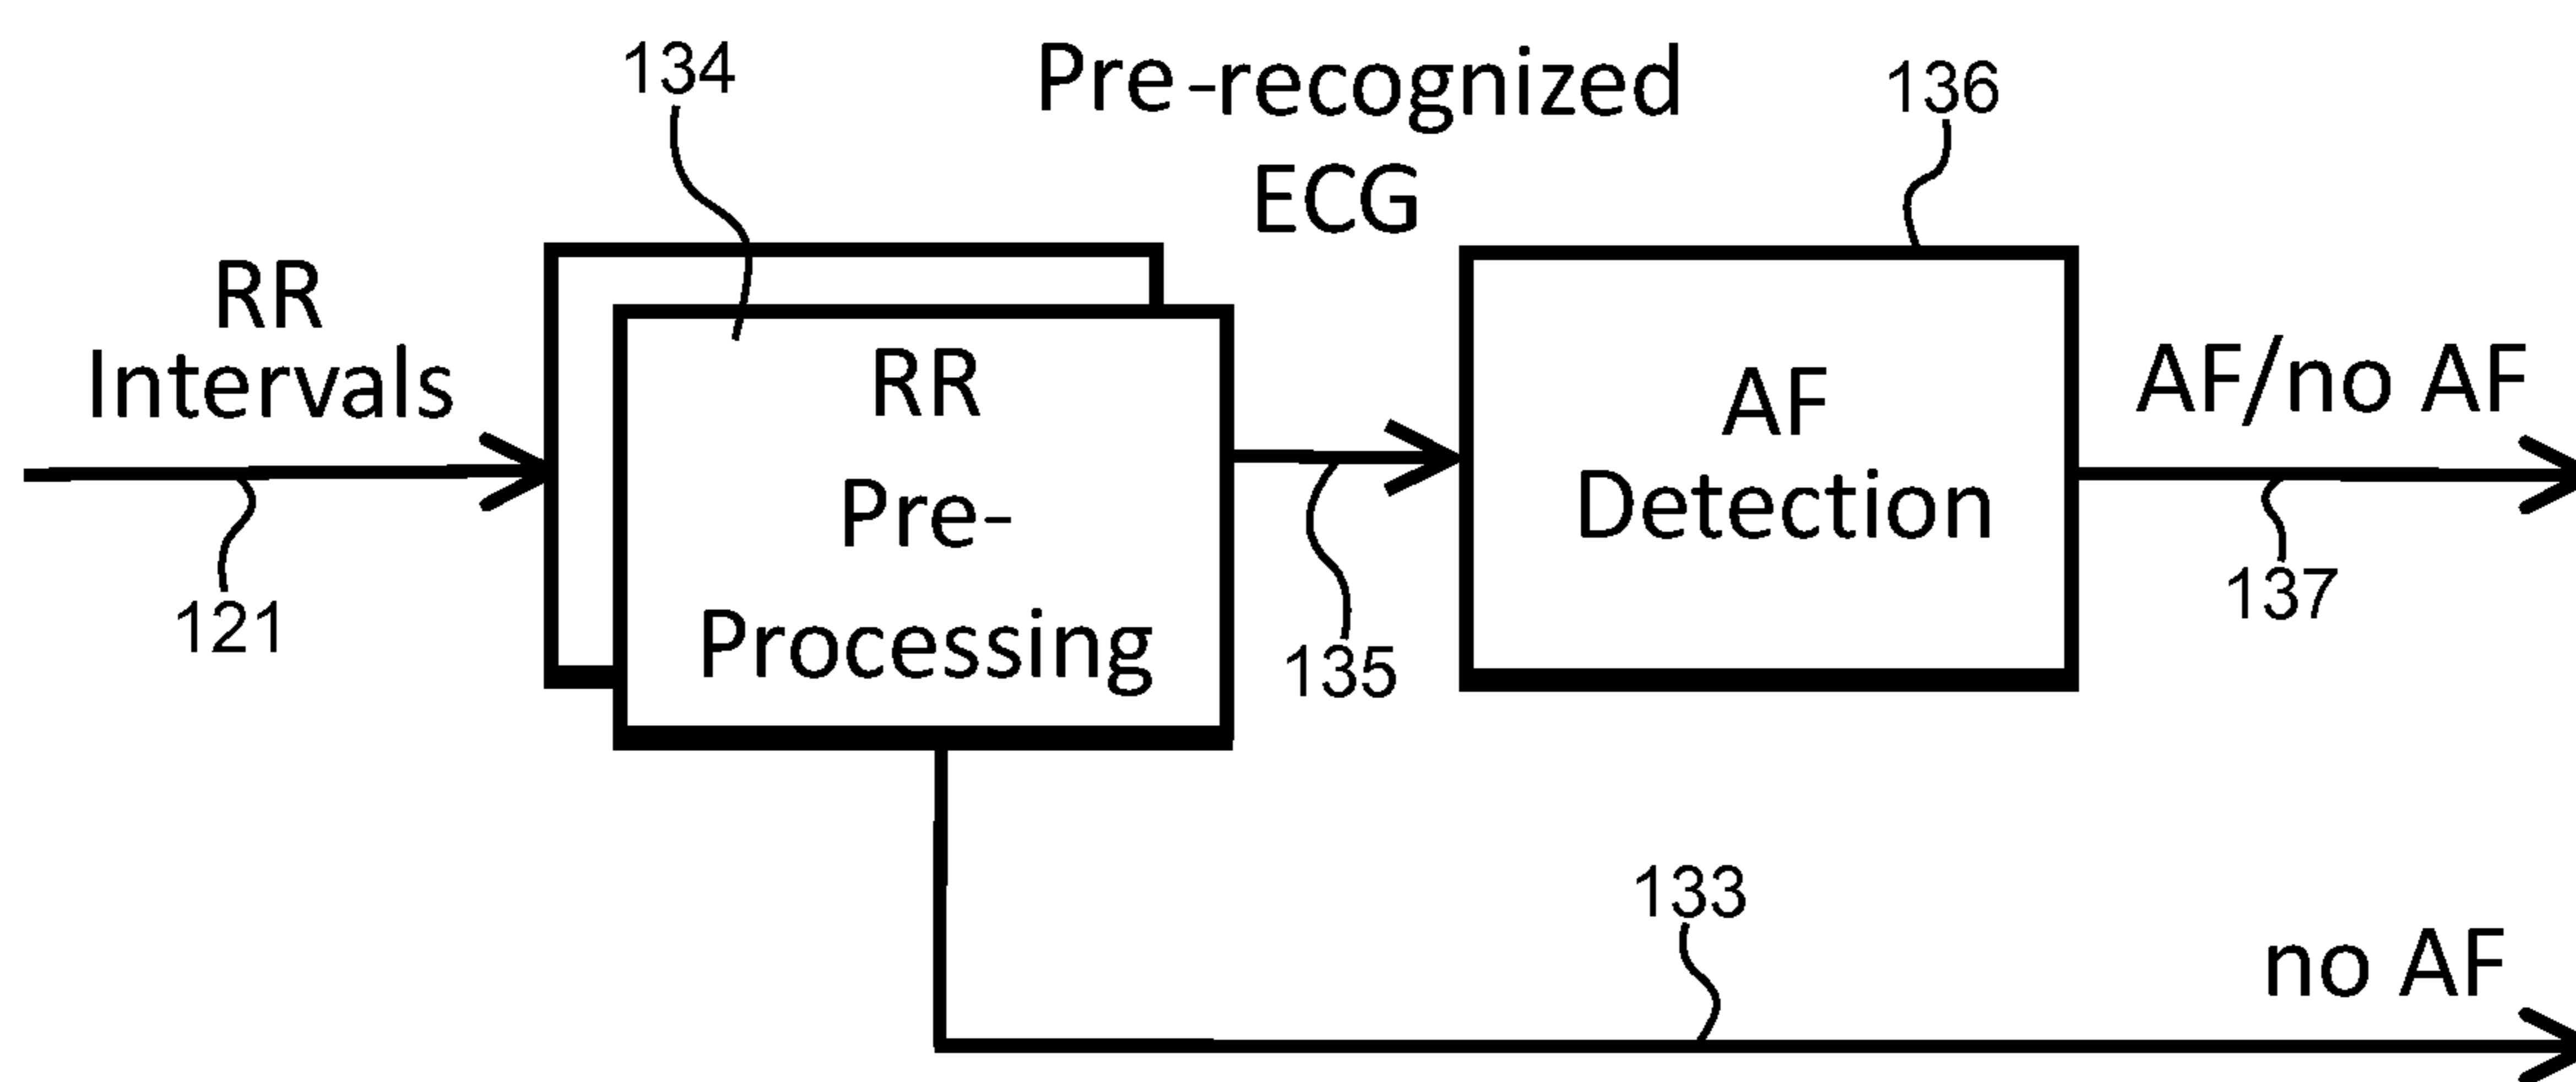 134
Pre-recognized
ECG
136
RR
Intervals
121
RR
Pre-
Processing
135
AF
Detection
AF/no AF
137
133
no AF